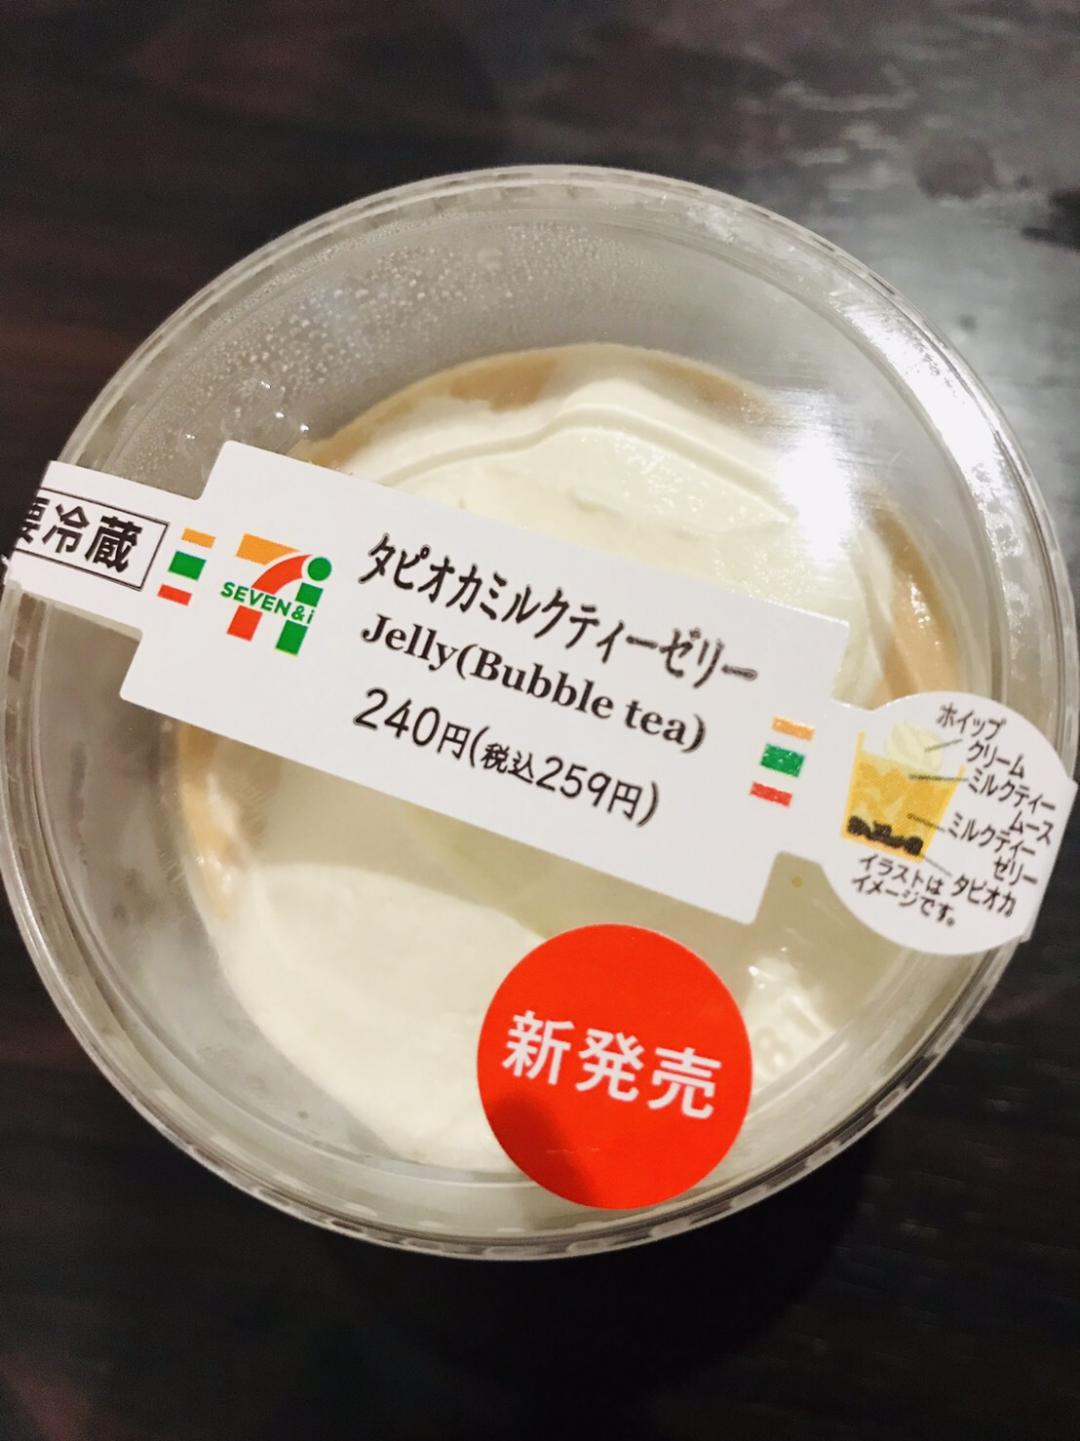 要冷蔵
SEVEN&i
タピオカミルクティーゼリー
Jelly(Bubble tea)
240円(税込259円)
ホイップ
クリーム
ミルクティー
ムース
ミルクティー
ゼリー
タピオカ
イラストは
イメージです。
新発売